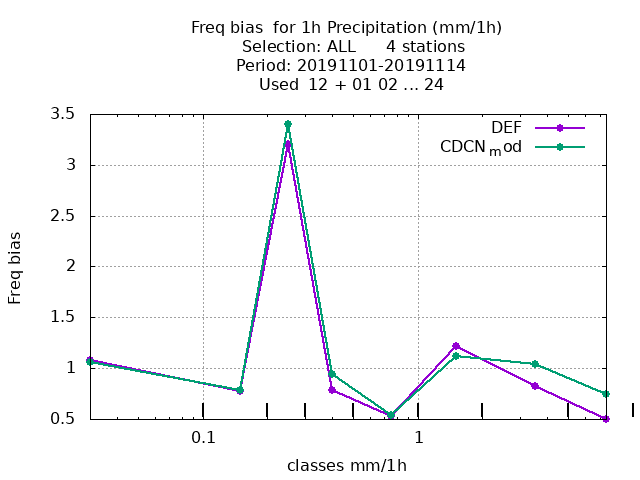 Freq bias  for 1h Precipitation (mm/1h)
Selection: ALL      4 stations
Period: 20191101-20191114
Used  12 + 01 02 ... 24
DEF
CDCN_mod
3.5
3
2.5
2
1.5
1
0.5
Freq bias
0.1 1
classes mm/1h